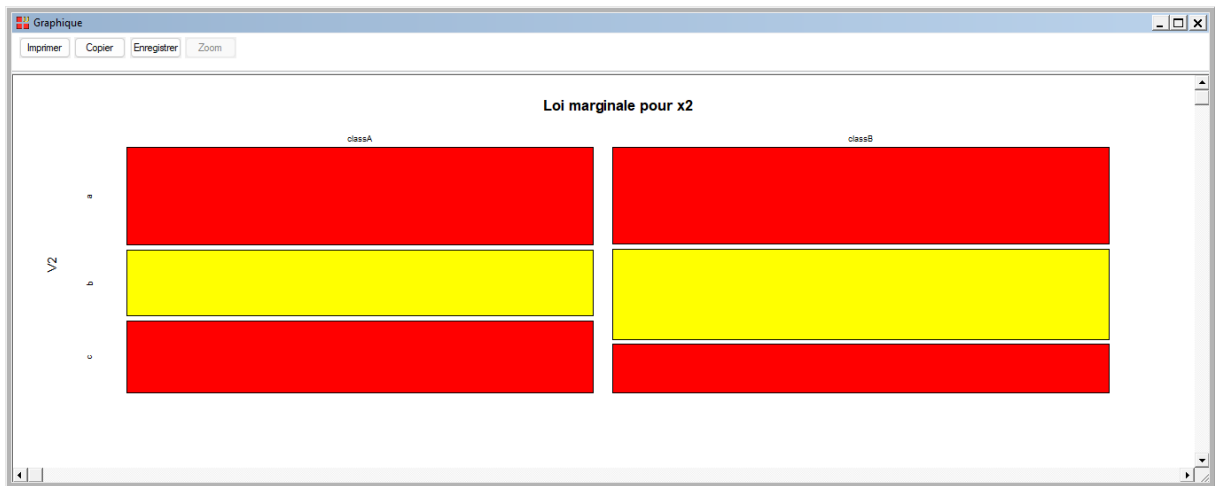 Graphique
Imprimer Copier Enregistrer Zoom
Loi marginale pour x2
classA classB
a
V2
b
c